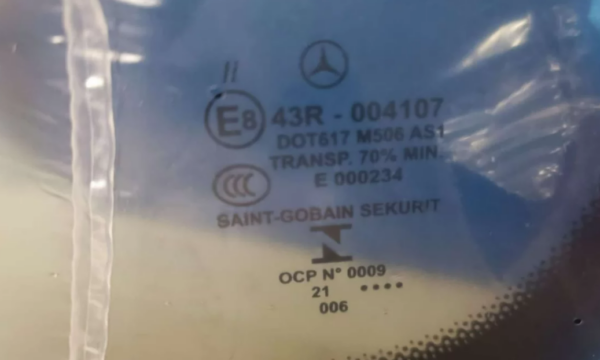 II
E8 43R - 004107
DOT617 M506 AS1
TRANSP. 70% MIN.
CCC E 000234
SAINT-GOBAIN SEKURIT
OCP N° 0009
21 ••••
006